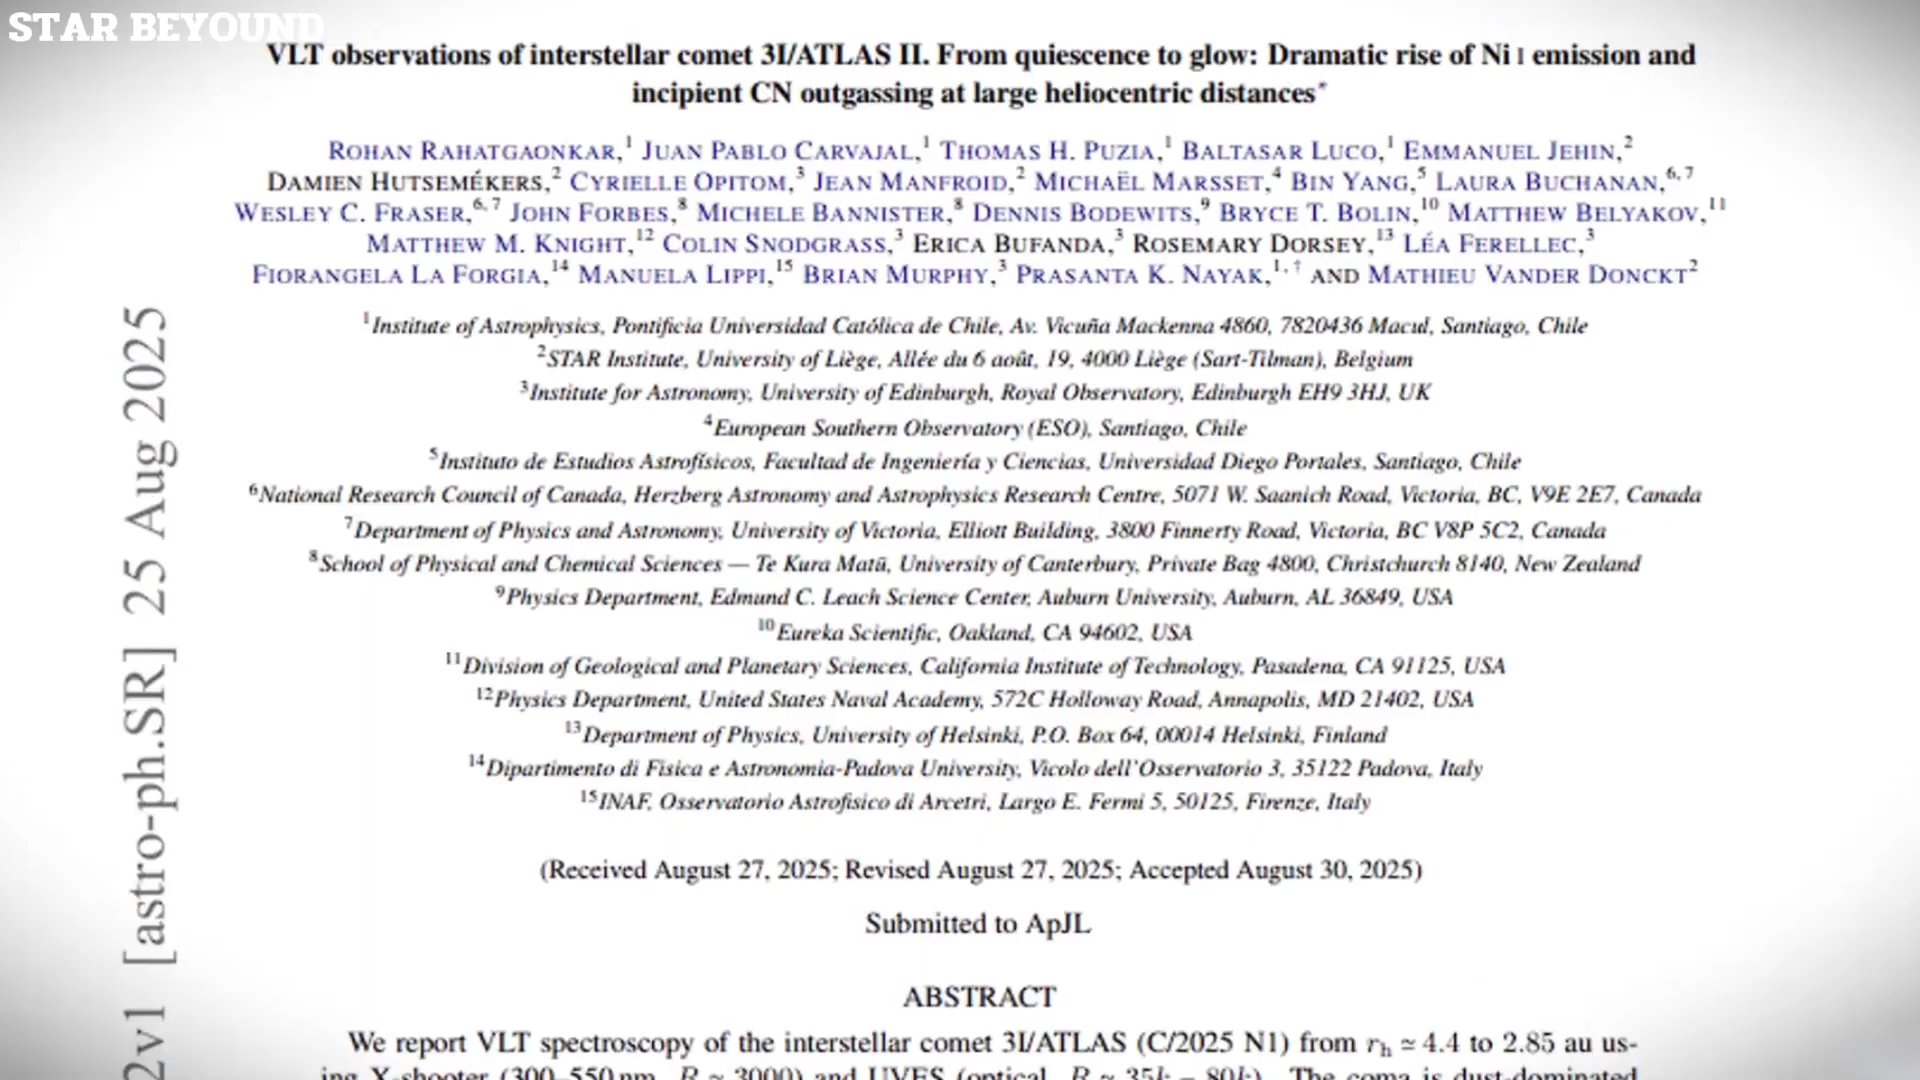 STAR BEYOUND
VLT observations of interstellar comet 3I/ATLAS II. From quiescence to glow: Dramatic rise of Ni I emission and
incipient CN outgassing at large heliocentric distances*
ROHAN RAHATGAONKAR,1 JUAN PABLO CARVAJAL,1 THOMAS H. PUZIA,1 BALTASAR LUCO,1 EMMANUEL JEHIN,2
DAMIEN HUTSEMÉKERS,2 CYRIELLE OPITOM,3 JEAN MANFROID,2 MICHAËL MARSSET,4 BIN YANG,5 LAURA BUCHANAN,6,7
WESLEY C. FRASER,6,7 JOHN FORBES,8 MICHELE BANNISTER,8 DENNIS BODEWITS,9 BRYCE T. BOLIN,10 MATTHEW BELYAKOV,11
MATTHEW M. KNIGHT,12 COLIN SNODGRASS,3 ERICA BUFANDA,3 ROSEMARY DORSEY,13 LÉA FERELLEC,3
FIORANGELA LA FORGIA,14 MANUELA LIPPI,15 BRIAN MURPHY,3 PRASANTA K. NAYAK,1,† AND MATHIEU VANDER DONCKT2
1Institute of Astrophysics, Pontificia Universidad Católica de Chile, Av. Vicuña Mackenna 4860, 7820436 Macul, Santiago, Chile
2STAR Institute, University of Liège, Allée du 6 août, 19, 4000 Liège (Sart-Tilman), Belgium
3Institute for Astronomy, University of Edinburgh, Royal Observatory, Edinburgh EH9 3HJ, UK
4European Southern Observatory (ESO), Santiago, Chile
5Instituto de Estudios Astrofísicos, Facultad de Ingeniería y Ciencias, Universidad Diego Portales, Santiago, Chile
6National Research Council of Canada, Herzberg Astronomy and Astrophysics Research Centre, 5071 W. Saanich Road, Victoria, BC, V9E 2E7, Canada
7Department of Physics and Astronomy, University of Victoria, Elliott Building, 3800 Finnerty Road, Victoria, BC V8P 5C2, Canada
8School of Physical and Chemical Sciences — Te Kura Matū, University of Canterbury, Private Bag 4800, Christchurch 8140, New Zealand
9Physics Department, Edmund C. Leach Science Center, Auburn University, Auburn, AL 36849, USA
10Eureka Scientific, Oakland, CA 94602, USA
11Division of Geological and Planetary Sciences, California Institute of Technology, Pasadena, CA 91125, USA
12Physics Department, United States Naval Academy, 572C Holloway Road, Annapolis, MD 21402, USA
13Department of Physics, University of Helsinki, P.O. Box 64, 00014 Helsinki, Finland
14Dipartimento di Fisica e Astronomia-Padova University, Vicolo dell'Osservatorio 3, 35122 Padova, Italy
15INAF, Osservatorio Astrofisico di Arcetri, Largo E. Fermi 5, 50125, Firenze, Italy
(Received August 27, 2025; Revised August 27, 2025; Accepted August 30, 2025)
Submitted to ApJL
ABSTRACT
We report VLT spectroscopy of the interstellar comet 3I/ATLAS (C/2025 N1) from rh ≃ 4.4 to 2.85 au us-
ing X-shooter (300–550 nm, R ≃ 3000) and UVES (optical, R ≃ 35k − 80k). The coma is dust-dominated
2v1 [astro-ph.SR] 25 Aug 2025